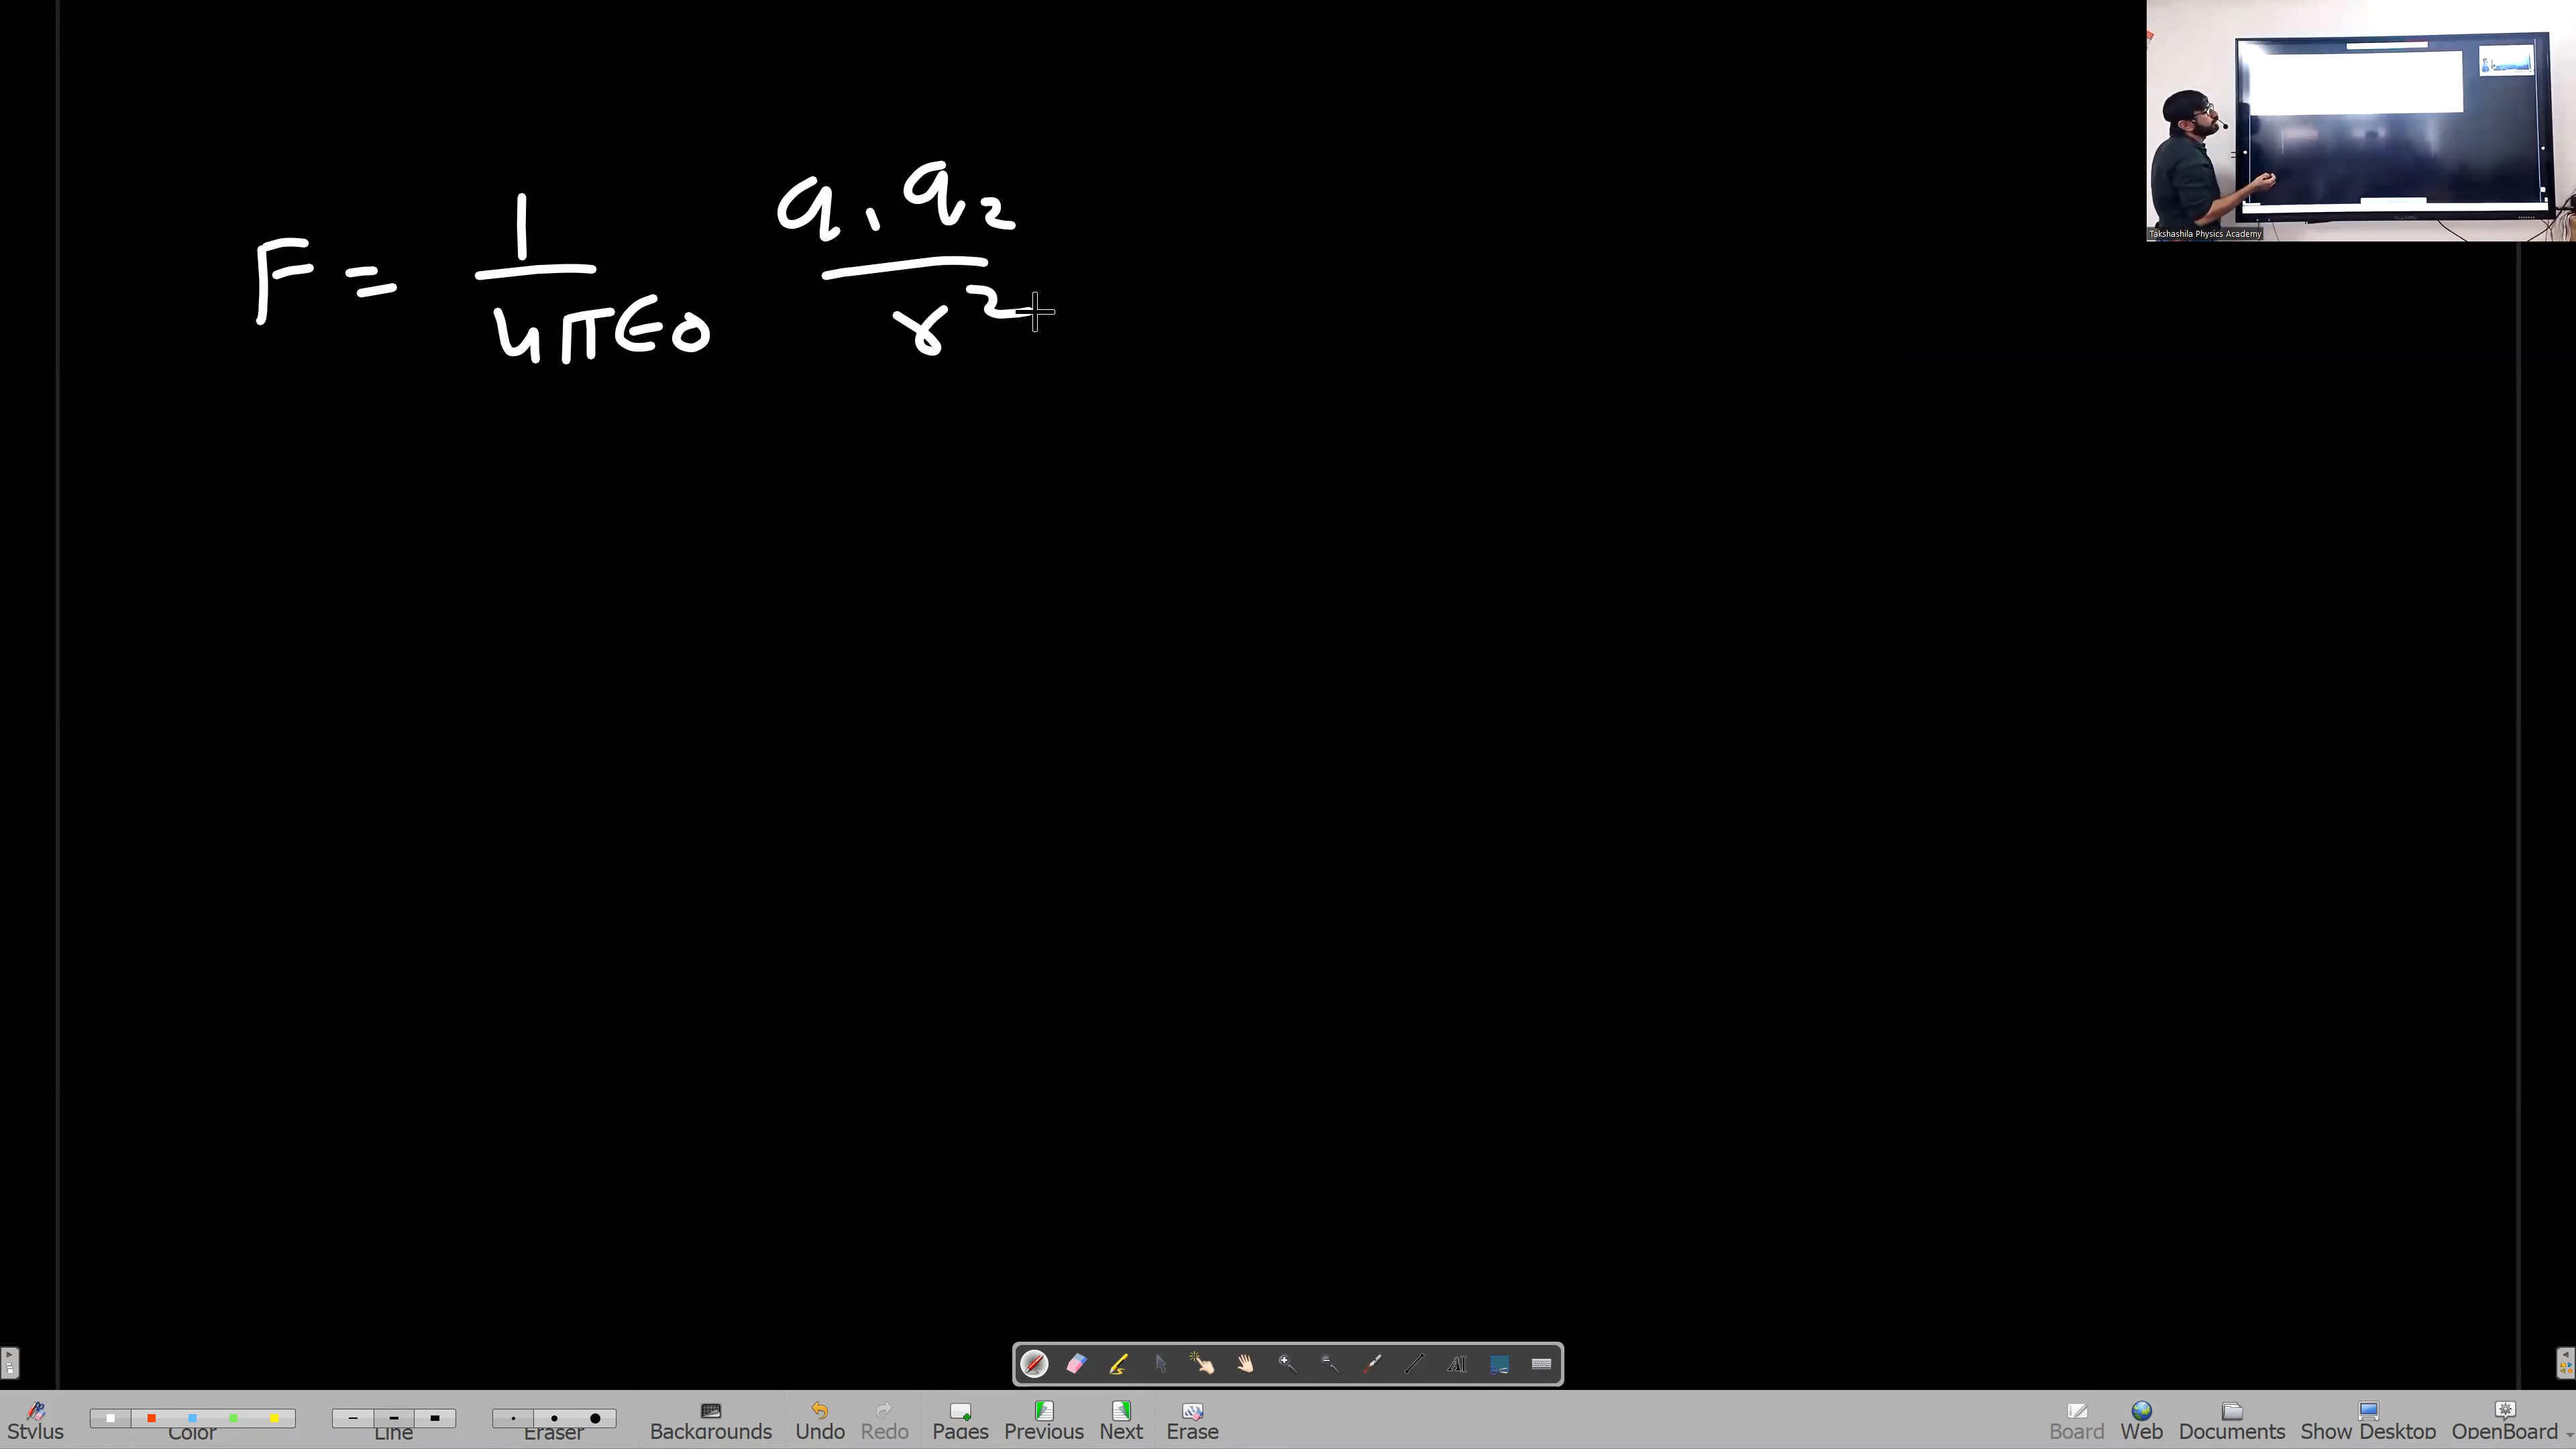 Takshashila Physics Academy
F = 1/4πϵ0 q1q2/r²
Stylus Color Line Eraser Backgrounds Undo Redo Pages Previous Next Erase Board Web Documents Show Desktop OpenBoard